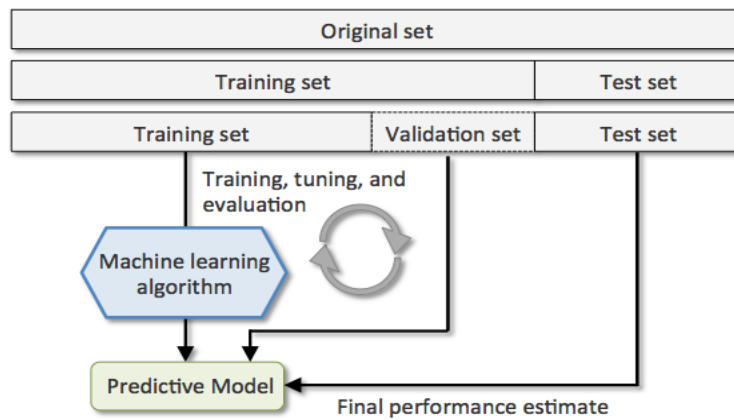 Original set
Training set
Test set
Training set
Validation set
Test set
Training, tuning, and
evaluation
Machine learning
algorithm
Predictive Model
Final performance estimate